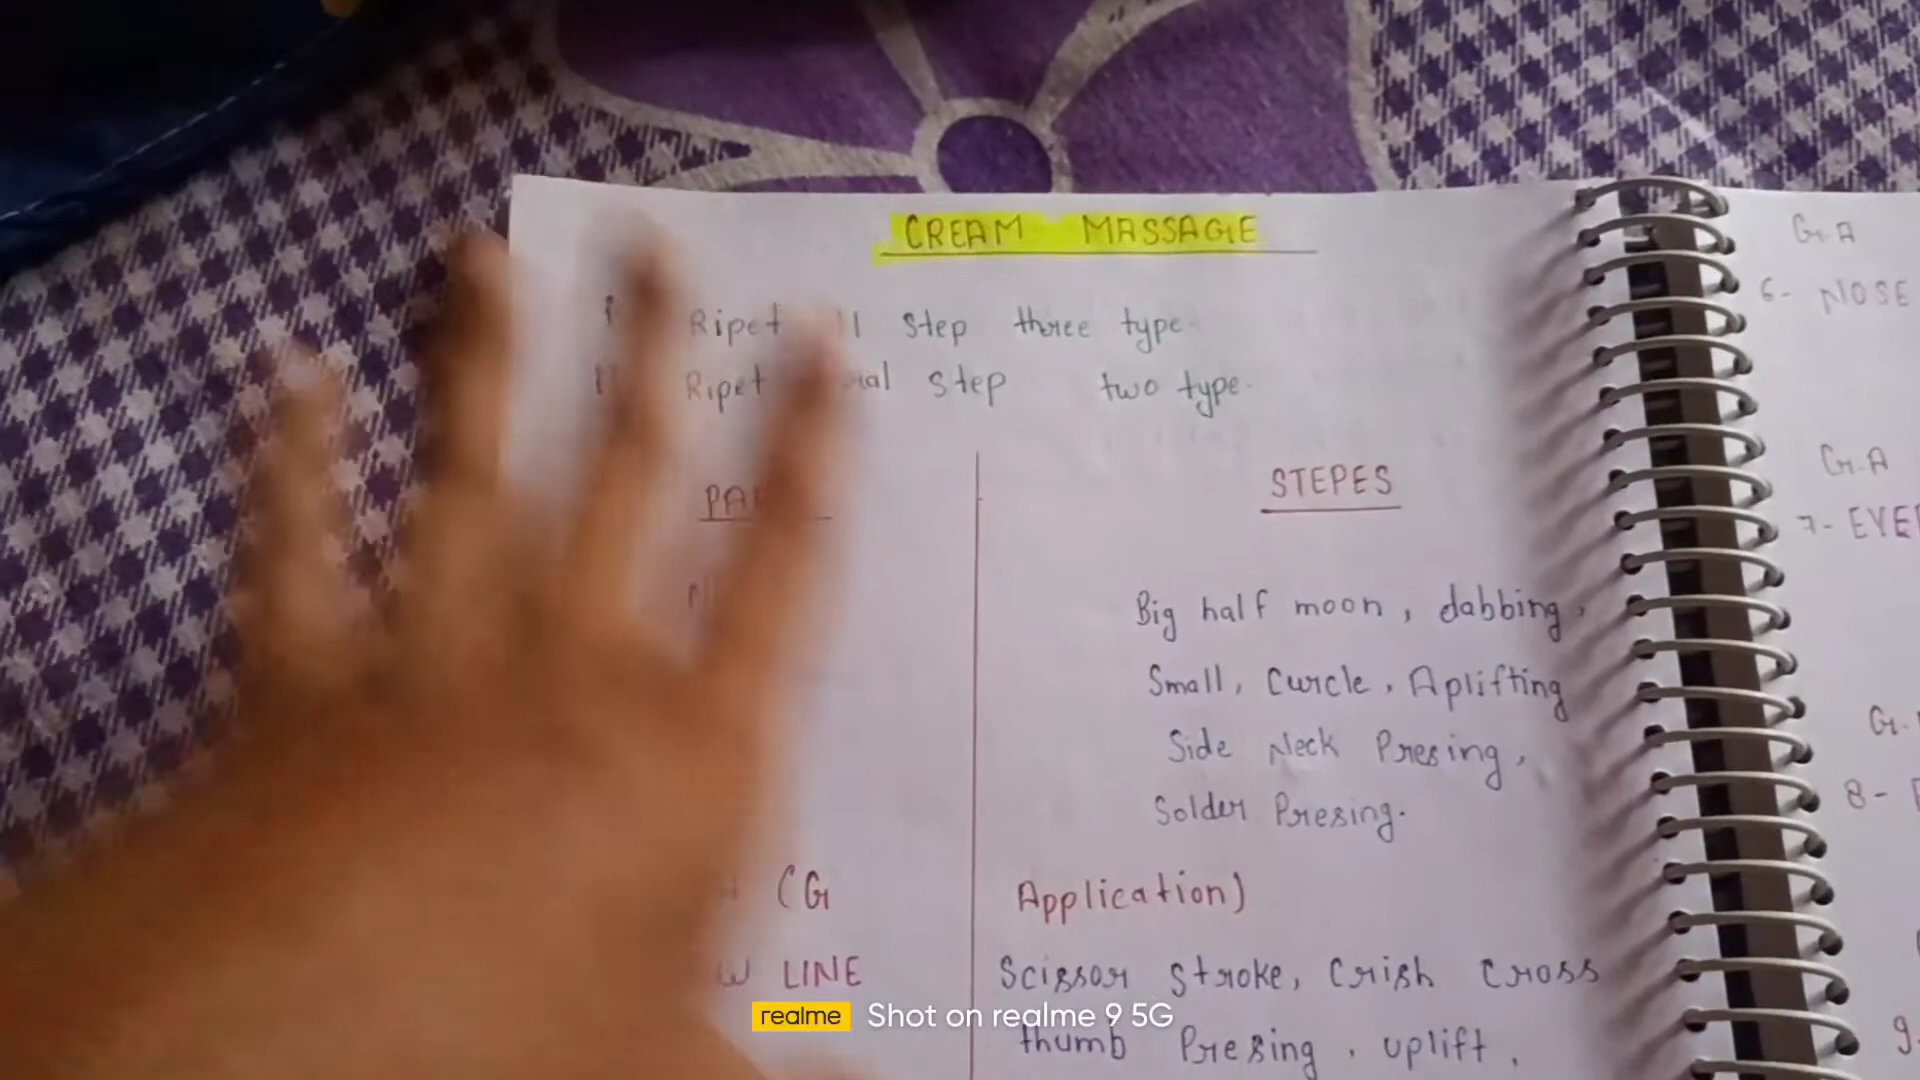 CREAM MASSAGE
Ripet step three type.
Ripet step two type.
STEPES
Big half moon, dabbing,
Small, Curcle, Aplifting
Side Neck Presing,
Solder Presing.
(G Application)
LINE Scissor stroke, Crish Cross
thumb Presing, uplift,
G.A
6- NOSE
G.A
7-
8-
9-
realme Shot on realme 9 5G